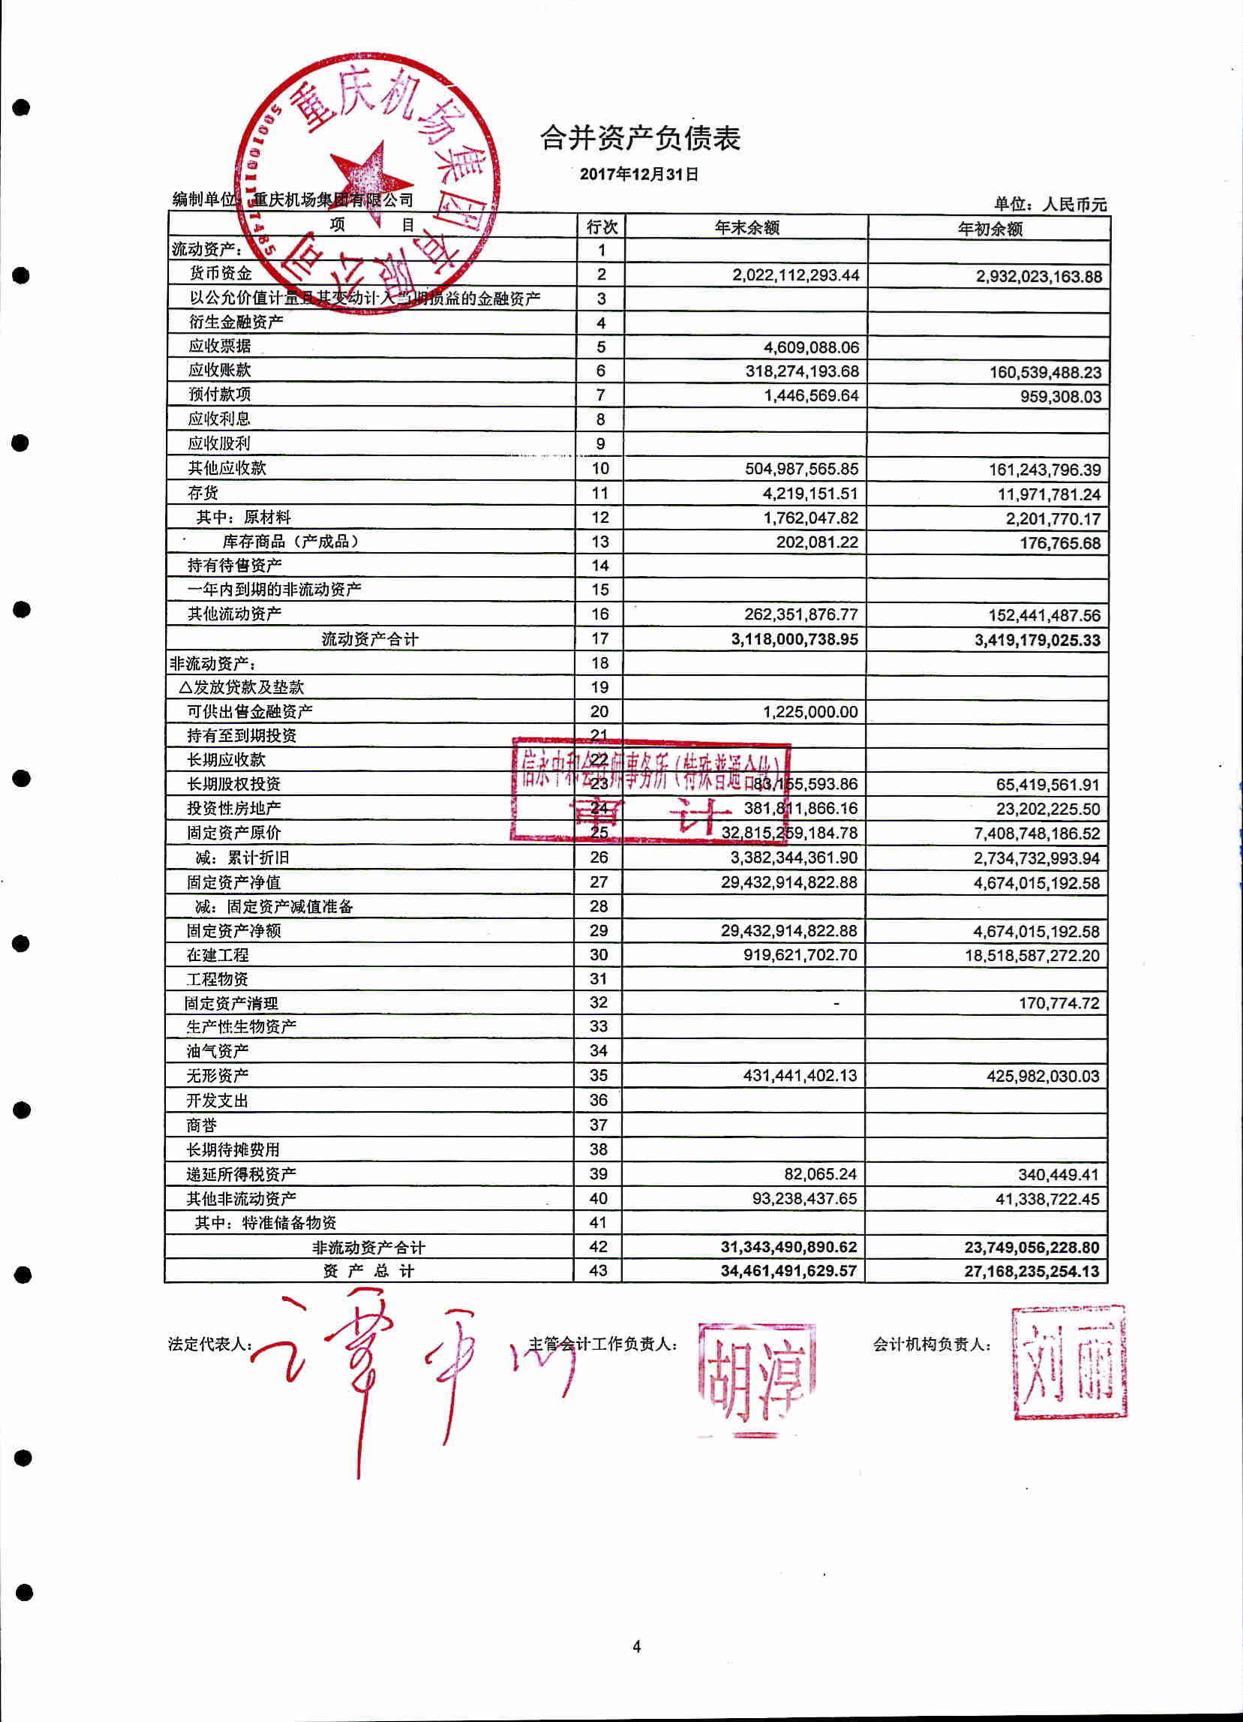 重庆机场集团有限公司
5001001157485
合并资产负债表
2017年12月31日
编制单位：重庆机场集团有限公司 单位：人民币元
项 目 行次 年末余额 年初余额
流动资产： 1
货币资金 2 2,022,112,293.44 2,932,023,163.88
以公允价值计量且其变动计入当期损益的金融资产 3
衍生金融资产 4
应收票据 5 4,609,088.06
应收账款 6 318,274,193.68 160,539,488.23
预付款项 7 1,446,569.64 959,308.03
应收利息 8
应收股利 9
其他应收款 10 504,987,565.85 161,243,796.39
存货 11 4,219,151.51 11,971,781.24
其中：原材料 12 1,762,047.82 2,201,770.17
库存商品（产成品） 13 202,081.22 176,765.68
持有待售资产 14
一年内到期的非流动资产 15
其他流动资产 16 262,351,876.77 152,441,487.56
流动资产合计 17 3,118,000,738.95 3,419,179,025.33
非流动资产： 18
△发放贷款及垫款 19
可供出售金融资产 20 1,225,000.00
持有至到期投资 21
长期应收款 22
信永中和会计师事务所（特殊普通合伙）
审 计
长期股权投资 23 83,165,593.86 65,419,561.91
投资性房地产 24 381,811,866.16 23,202,225.50
固定资产原价 25 32,815,259,184.78 7,408,748,186.52
减：累计折旧 26 3,382,344,361.90 2,734,732,993.94
固定资产净值 27 29,432,914,822.88 4,674,015,192.58
减：固定资产减值准备 28
固定资产净额 29 29,432,914,822.88 4,674,015,192.58
在建工程 30 919,621,702.70 18,518,587,272.20
工程物资 31
固定资产清理 32 - 170,774.72
生产性生物资产 33
油气资产 34
无形资产 35 431,441,402.13 425,982,030.03
开发支出 36
商誉 37
长期待摊费用 38
递延所得税资产 39 82,065.24 340,449.41
其他非流动资产 40 93,238,437.65 41,338,722.45
其中：特准储备物资 41
非流动资产合计 42 31,343,490,890.62 23,749,056,228.80
资 产 总 计 43 34,461,491,629.57 27,168,235,254.13
法定代表人： 谭平川 主管会计工作负责人： 胡淳 会计机构负责人： 刘丽
4